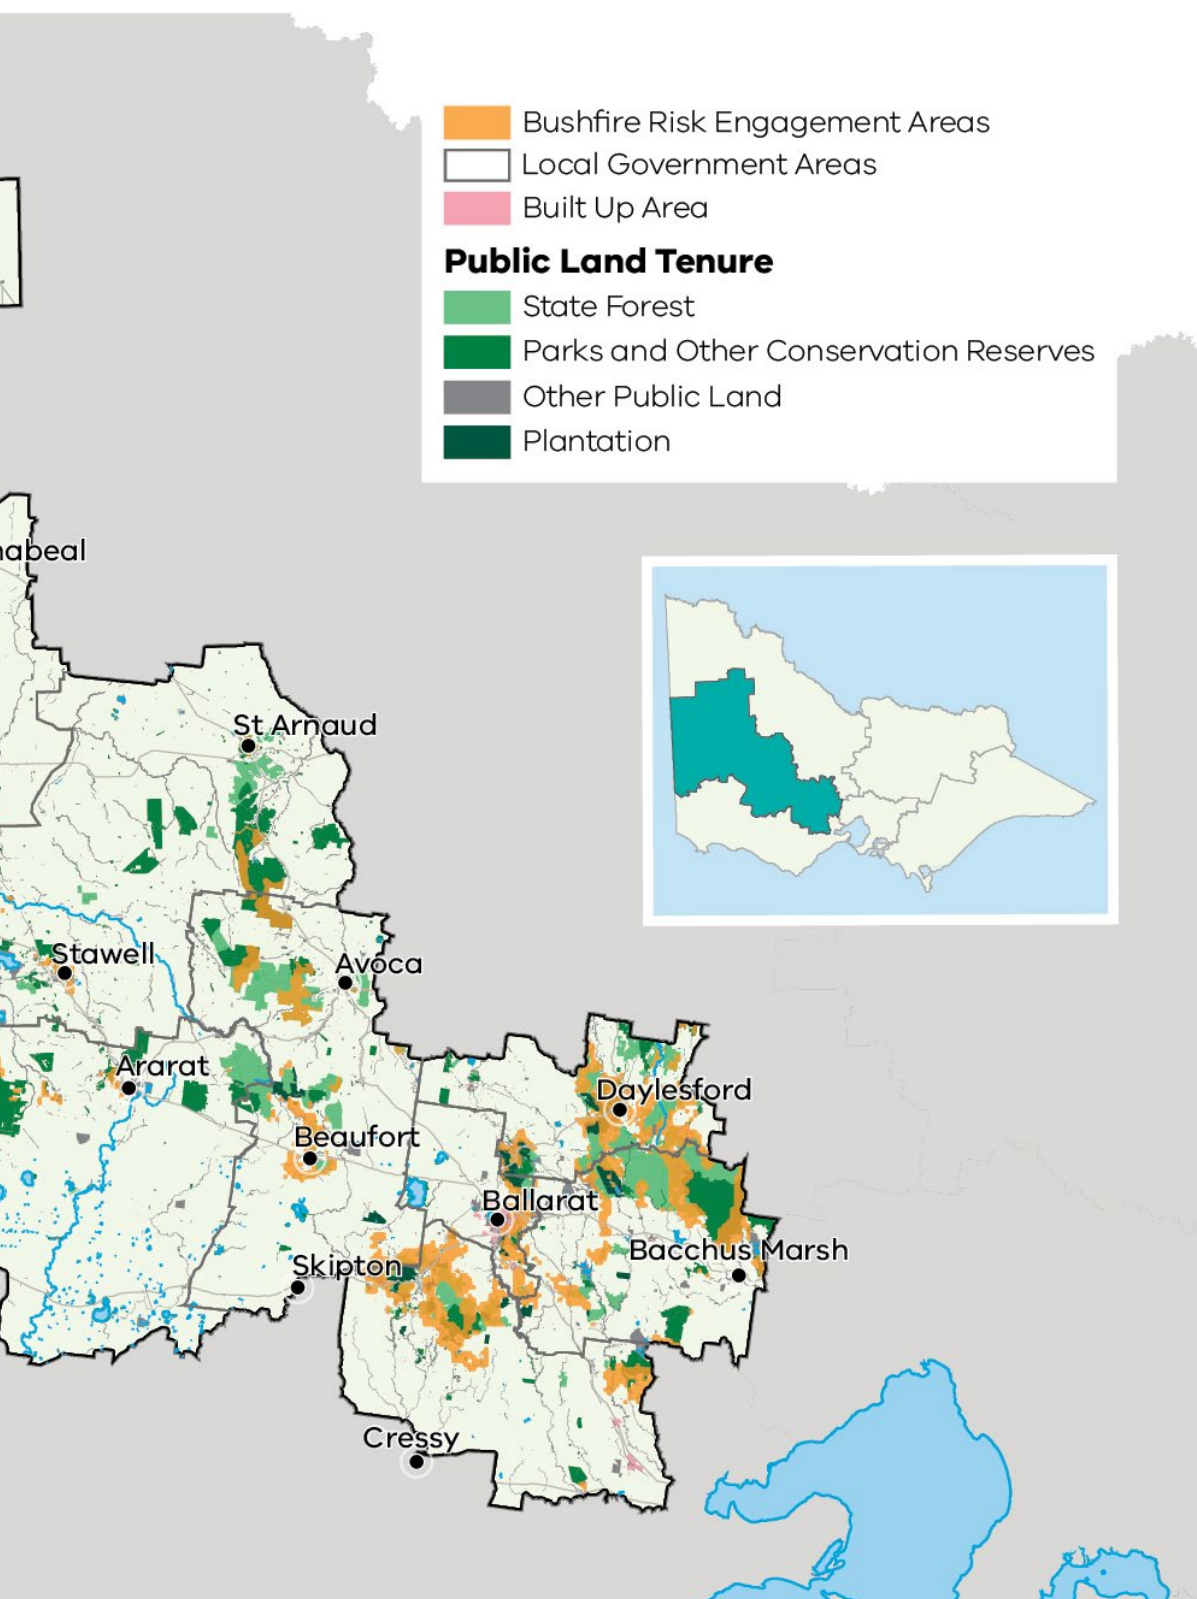 Bushfire Risk Engagement Areas
Local Government Areas
Built Up Area
Public Land Tenure
State Forest
Parks and Other Conservation Reserves
Other Public Land
Plantation
nabeal
St Arnaud
Stawell
Avoca
Ararat
Daylesford
Beaufort
Ballarat
Bacchus Marsh
Skipton
Cressy